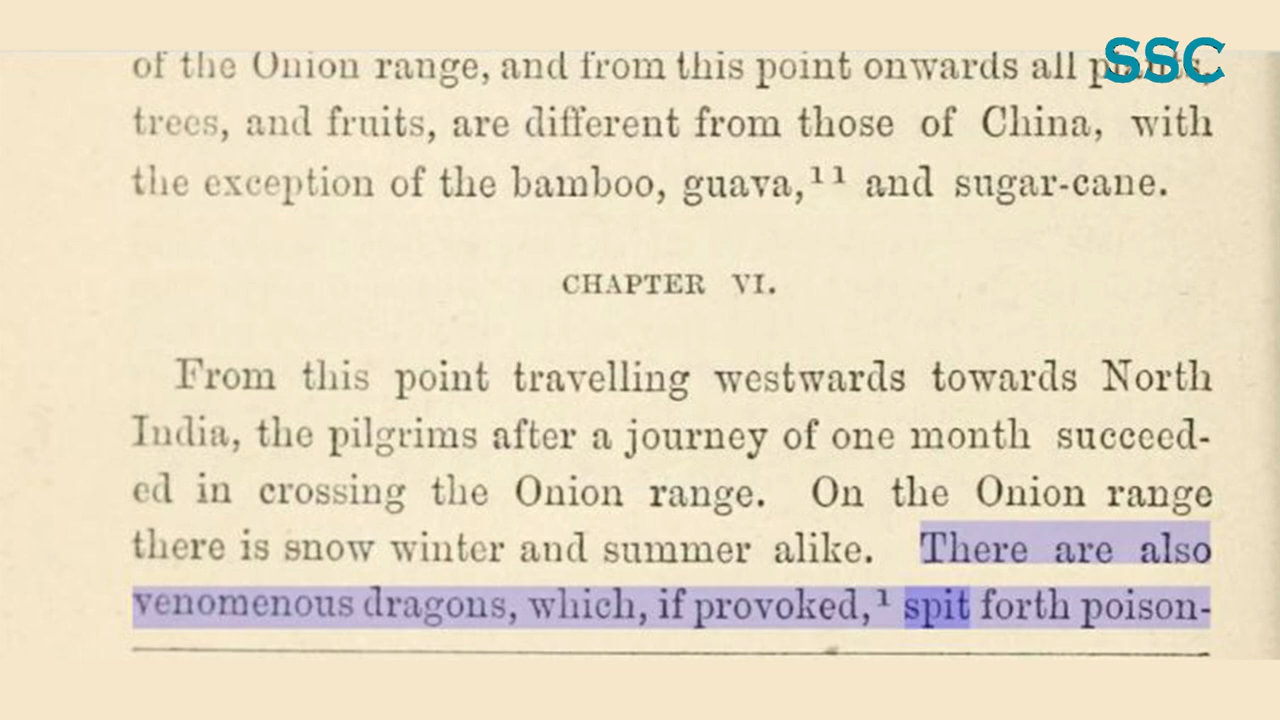 SSC
of the Onion range, and from this point onwards all plants,
trees, and fruits, are different from those of China, with
the exception of the bamboo, guava,¹¹ and sugar-cane.
CHAPTER VI.
From this point travelling westwards towards North
India, the pilgrims after a journey of one month succeed-
ed in crossing the Onion range. On the Onion range
there is snow winter and summer alike. There are also
venomenous dragons, which, if provoked,¹ spit forth poison-